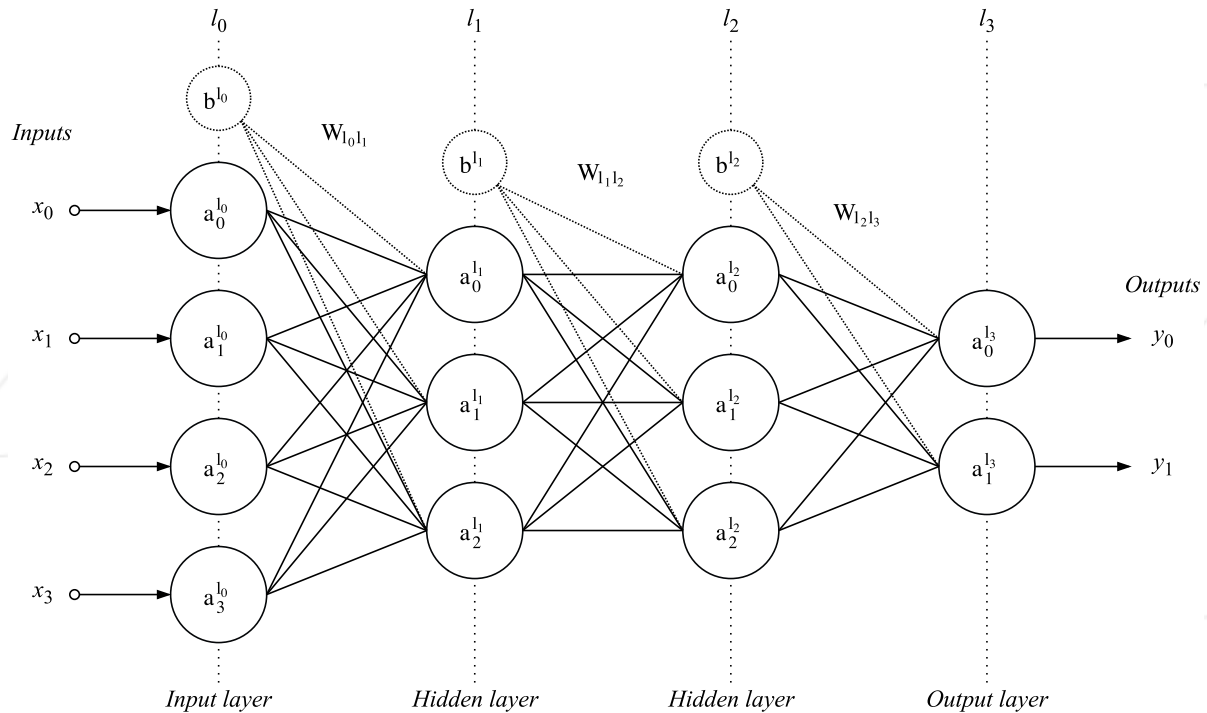 l₀ l₁ l₂ l₃
b^l₀
Inputs
W_l₀l₁
b^l₁
W_l₁l₂
b^l₂
W_l₂l₃
x₀
a₀^l₀
a₀^l₁
a₀^l₂
Outputs
x₁
a₁^l₀
a₀^l₃
y₀
a₁^l₁
a₁^l₂
x₂
a₂^l₀
a₁^l₃
y₁
a₂^l₁
a₂^l₂
x₃
a₃^l₀
Input layer Hidden layer Hidden layer Output layer